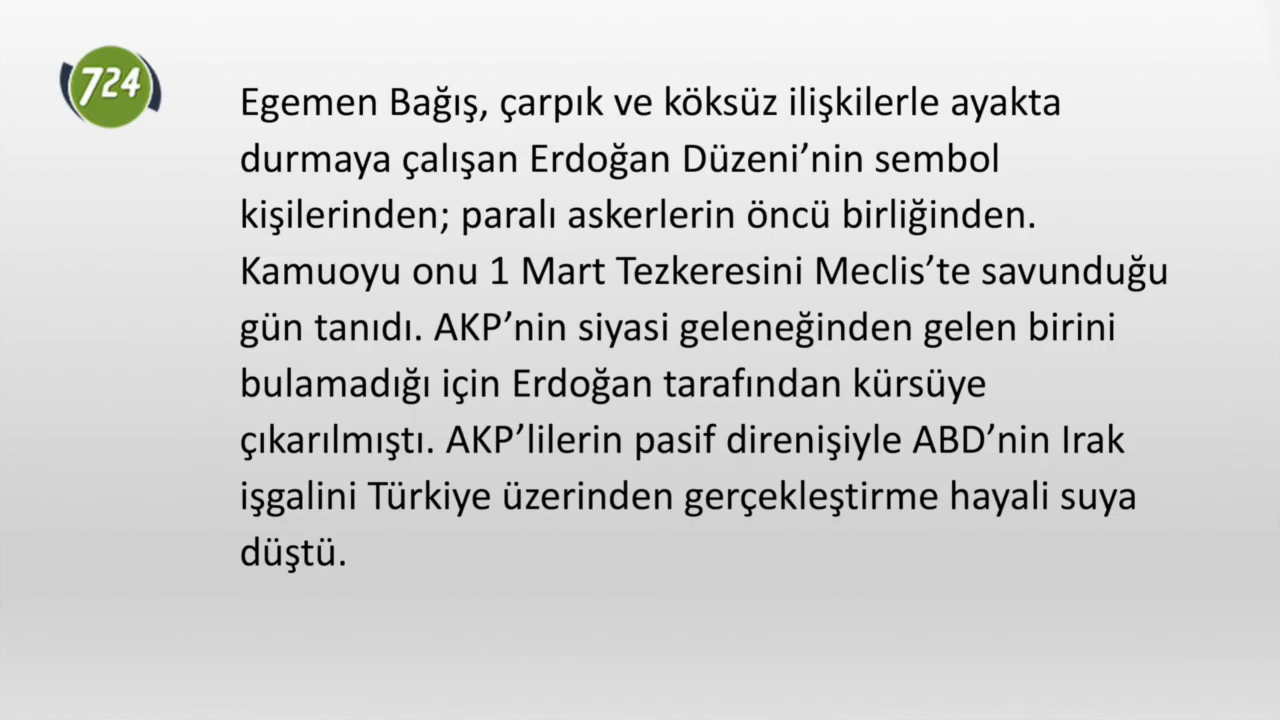 724
Egemen Bağış, çarpık ve köksüz ilişkilerle ayakta
durmaya çalışan Erdoğan Düzeni’nin sembol
kişilerinden; paralı askerlerin öncü birliğinden.
Kamuoyu onu 1 Mart Tezkeresini Meclis’te savunduğu
gün tanıdı. AKP’nin siyasi geleneğinden gelen birini
bulamadığı için Erdoğan tarafından kürsüye
çıkarılmıştı. AKP’lilerin pasif direnişiyle ABD’nin Irak
işgalini Türkiye üzerinden gerçekleştirme hayali suya
düştü.